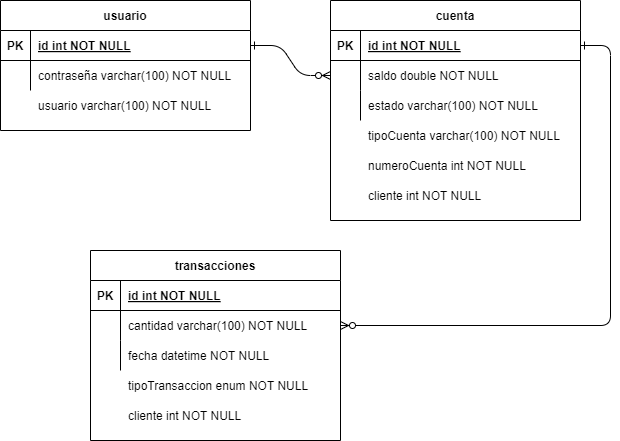 usuario
PK id int NOT NULL
contraseña varchar(100) NOT NULL
usuario varchar(100) NOT NULL
cuenta
PK id int NOT NULL
saldo double NOT NULL
estado varchar(100) NOT NULL
tipoCuenta varchar(100) NOT NULL
numeroCuenta int NOT NULL
cliente int NOT NULL
transacciones
PK id int NOT NULL
cantidad varchar(100) NOT NULL
fecha datetime NOT NULL
tipoTransaccion enum NOT NULL
cliente int NOT NULL